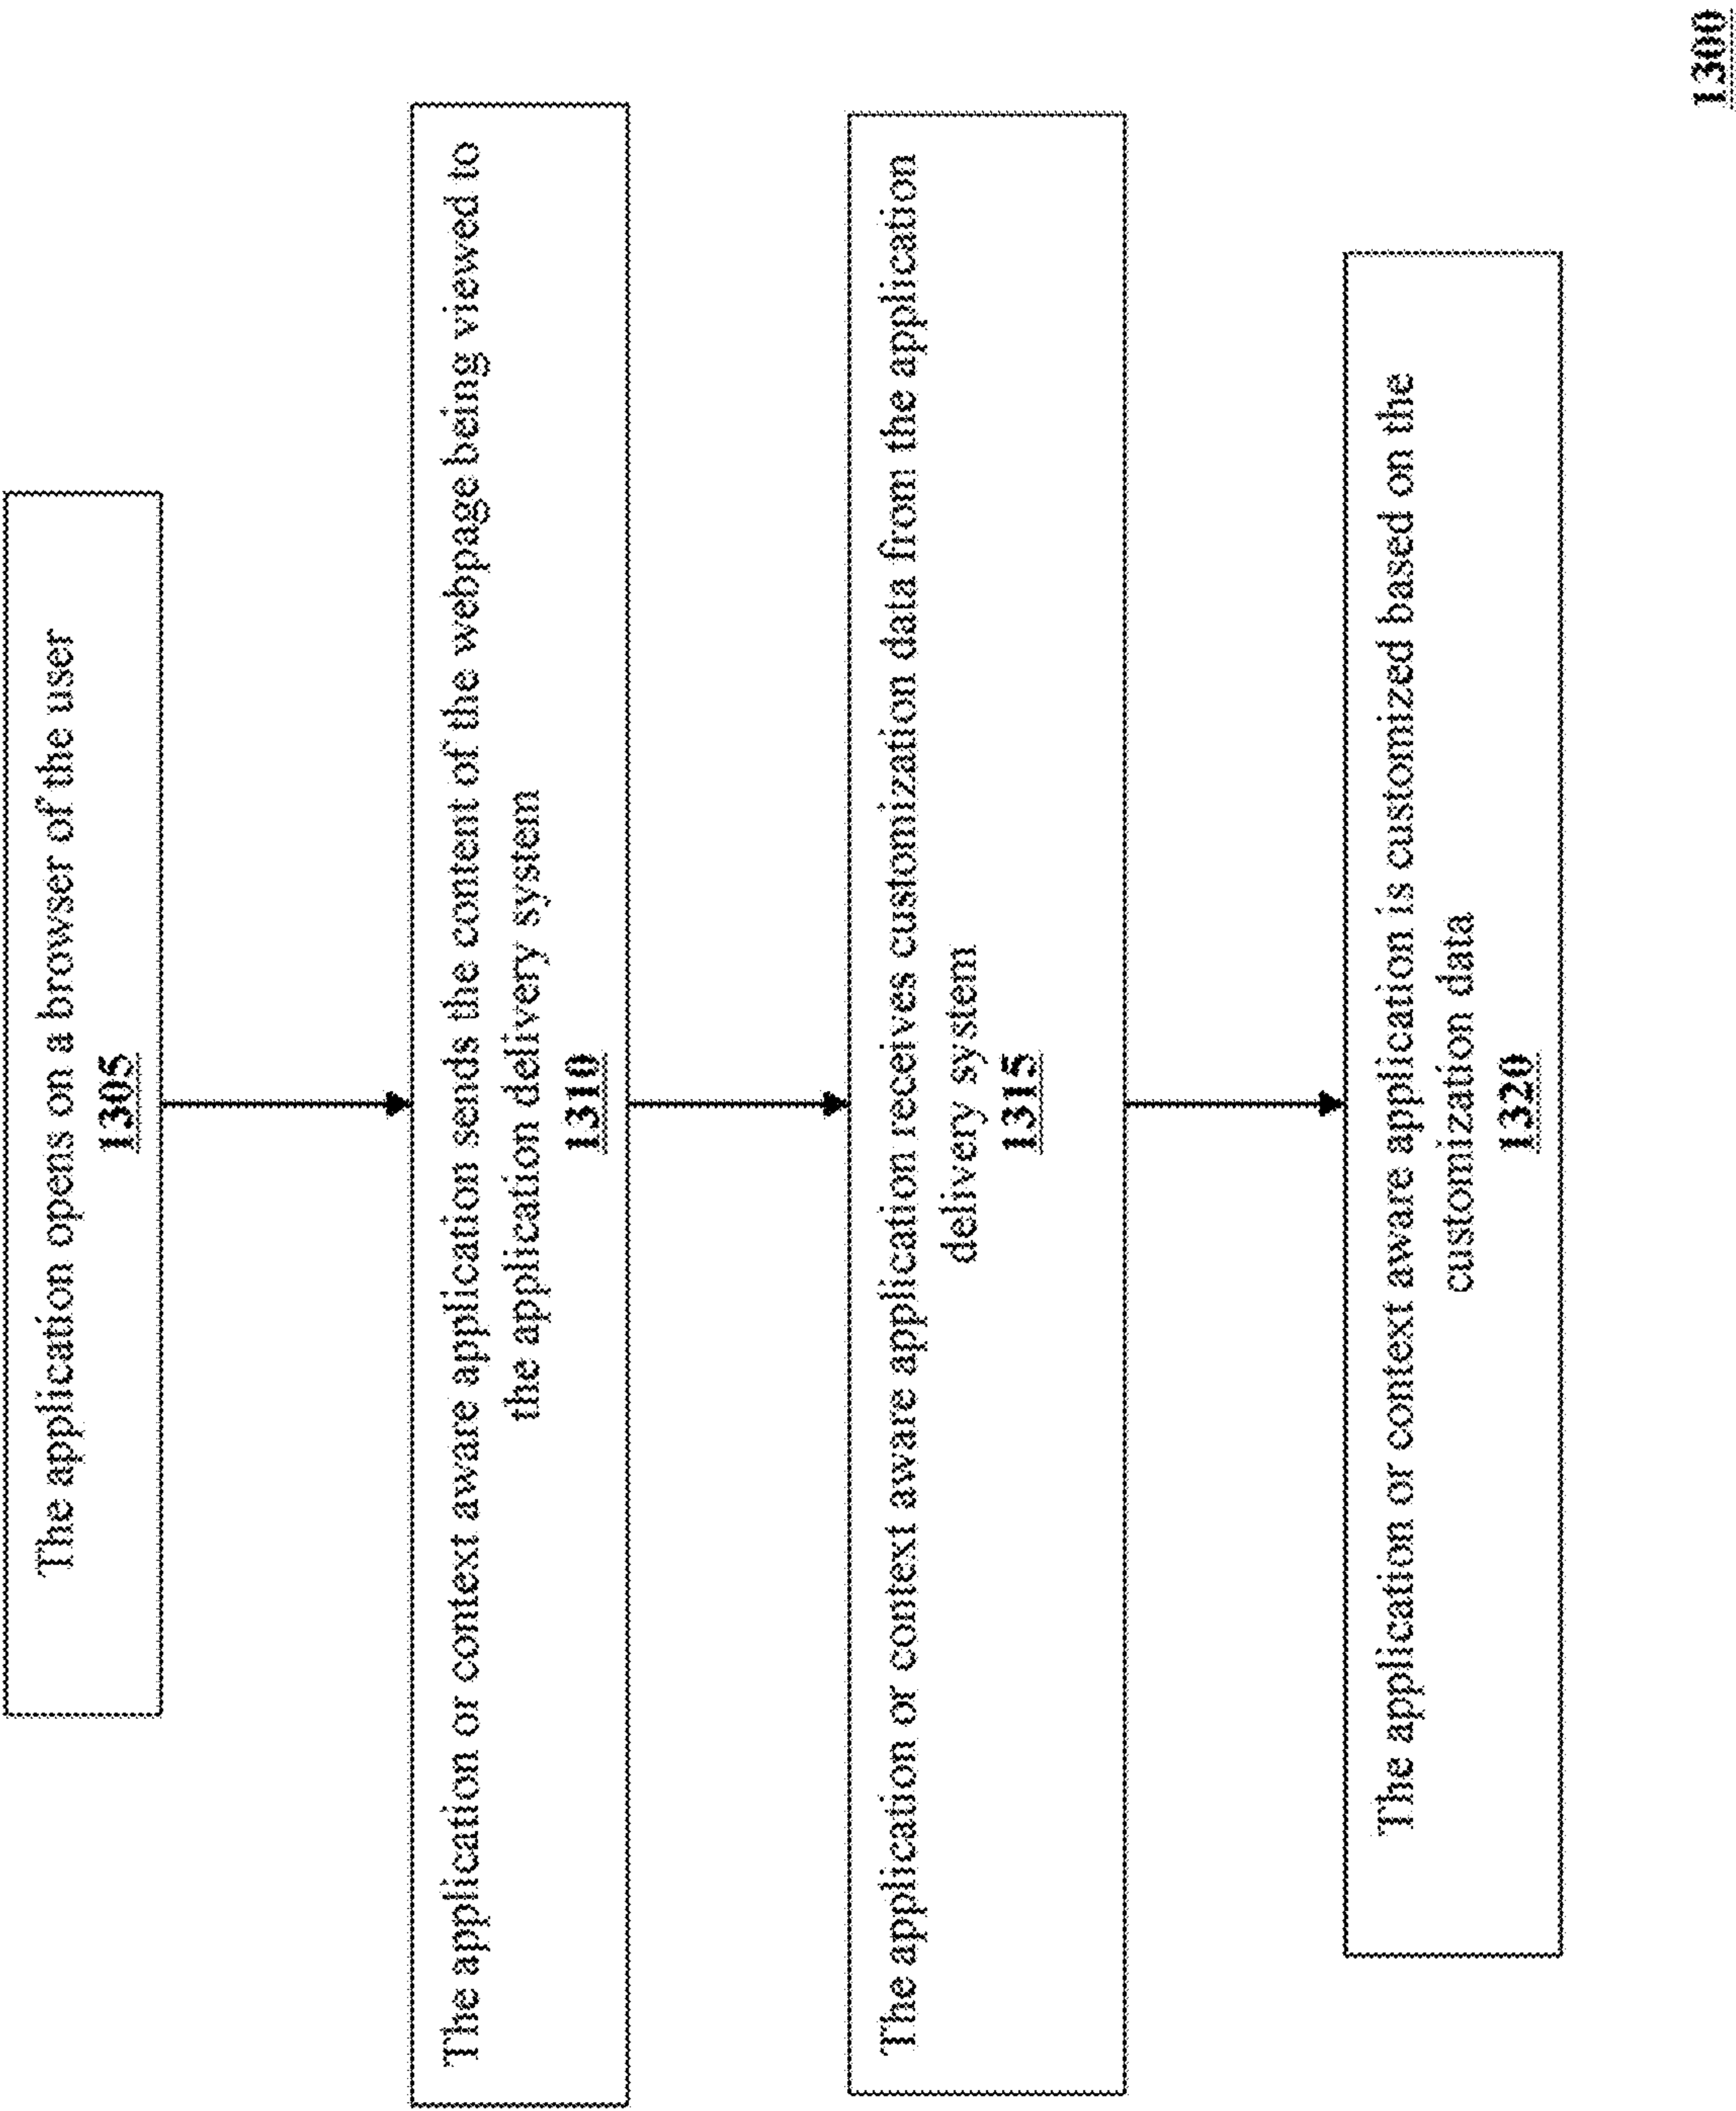 The application opens on a browser of the user
1305
The application or context aware application sends the content of the webpage being viewed to
the application delivery system
1310
The application or context aware application receives customization data from the application
delivery system
1315
The application or context aware application is customized based on the
customization data
1320
1300